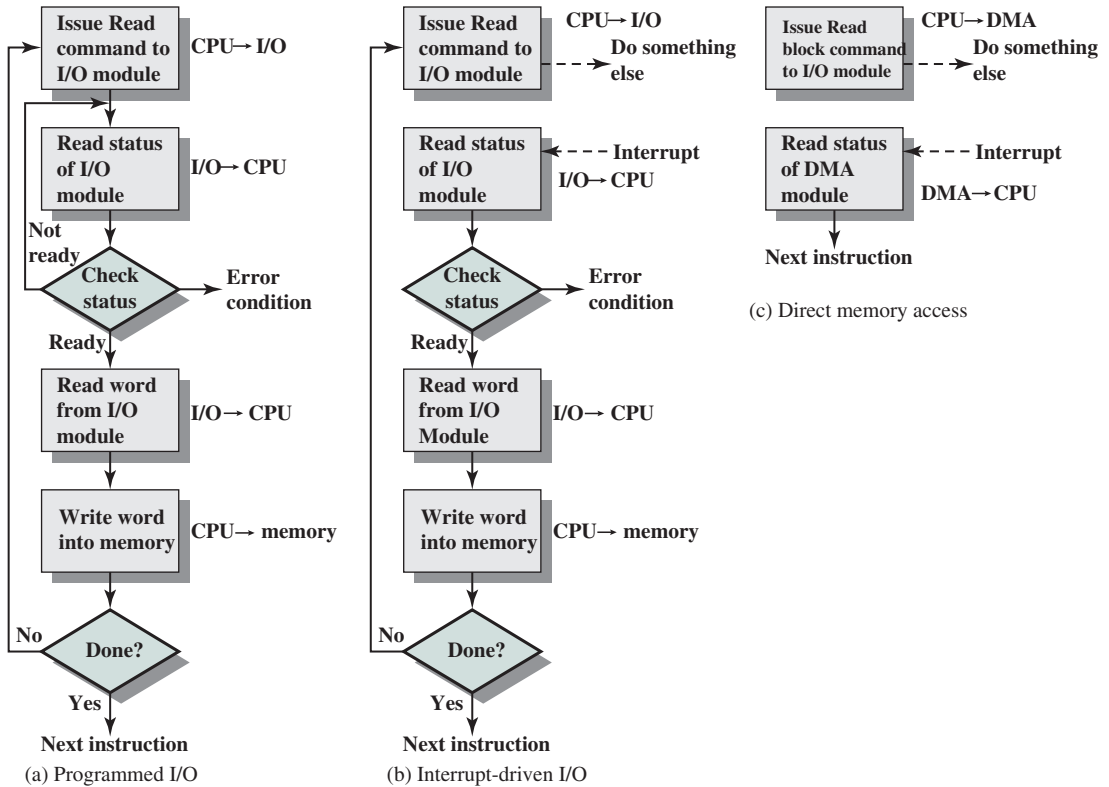 Issue Read
command to
I/O module
CPU → I/O
Read status
of I/O
module
I/O → CPU
Not
ready
Check
status
Error
condition
Ready
Read word
from I/O
module
I/O → CPU
Write word
into memory
CPU → memory
No
Done?
Yes
Next instruction
(a) Programmed I/O
Issue Read
command to
I/O module
CPU → I/O
Do something
else
Read status
of I/O
module
Interrupt
I/O → CPU
Check
status
Error
condition
Ready
Read word
from I/O
Module
I/O → CPU
Write word
into memory
CPU → memory
No
Done?
Yes
Next instruction
(b) Interrupt-driven I/O
Issue Read
block command
to I/O module
CPU → DMA
Do something
else
Read status
of DMA
module
Interrupt
DMA → CPU
Next instruction
(c) Direct memory access